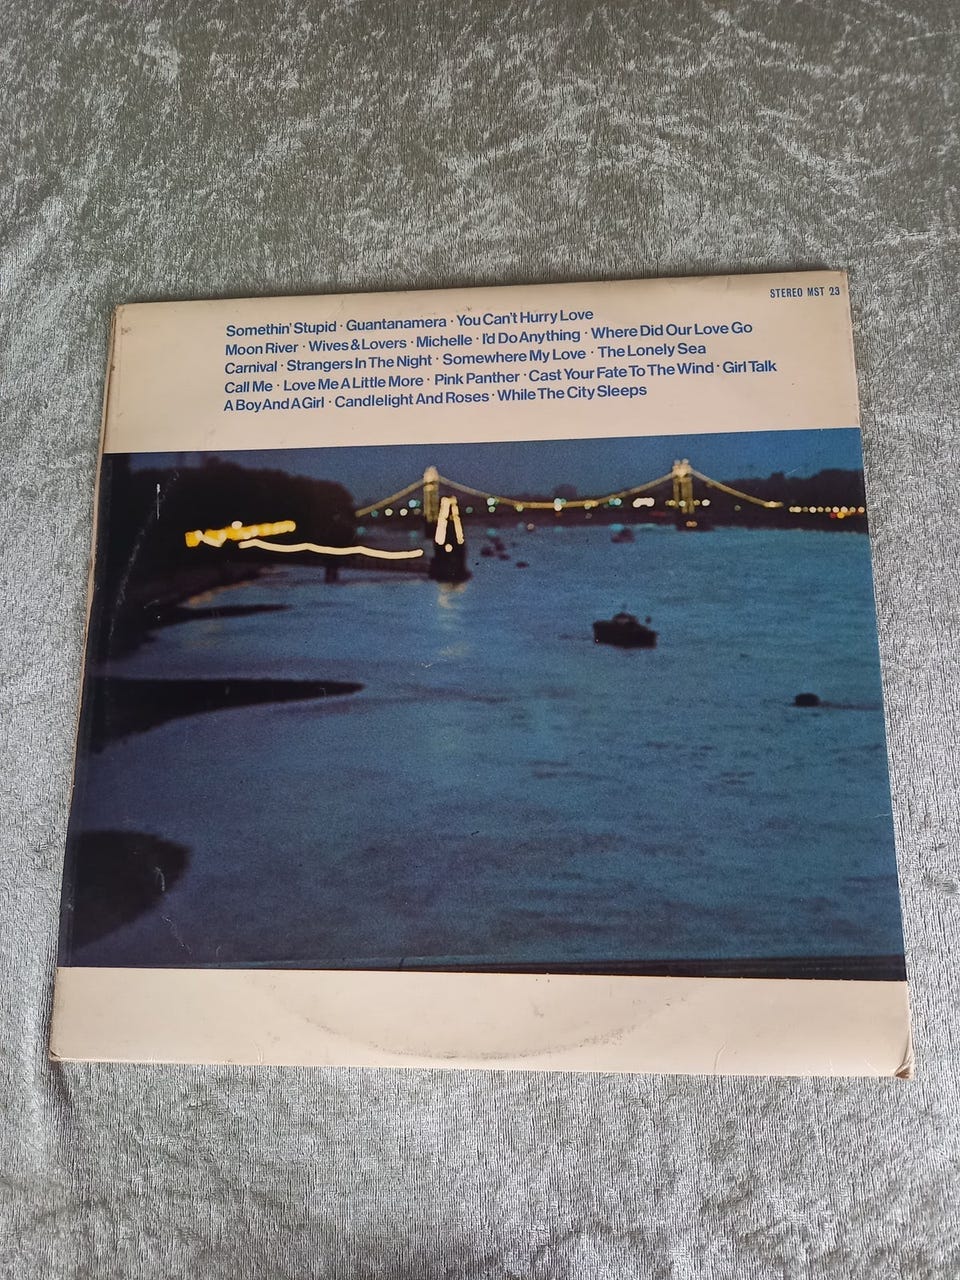 STEREO MST 23
Somethin' Stupid · Guantanamera · You Can't Hurry Love
Moon River · Wives & Lovers · Michelle · I'd Do Anything · Where Did Our Love Go
Carnival · Strangers In The Night · Somewhere My Love · The Lonely Sea
Call Me · Love Me A Little More · Pink Panther · Cast Your Fate To The Wind · Girl Talk
A Boy And A Girl · Candlelight And Roses · While The City Sleeps